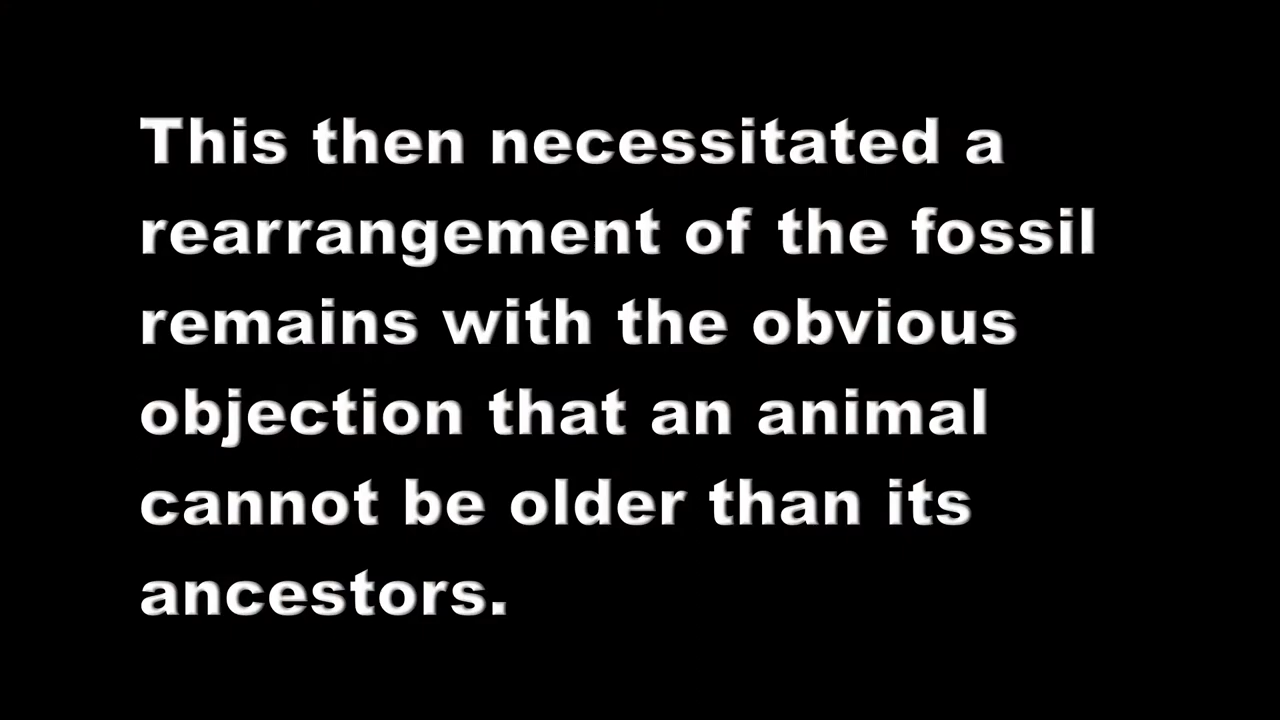 This then necessitated a
rearrangement of the fossil
remains with the obvious
objection that an animal
cannot be older than its
ancestors.